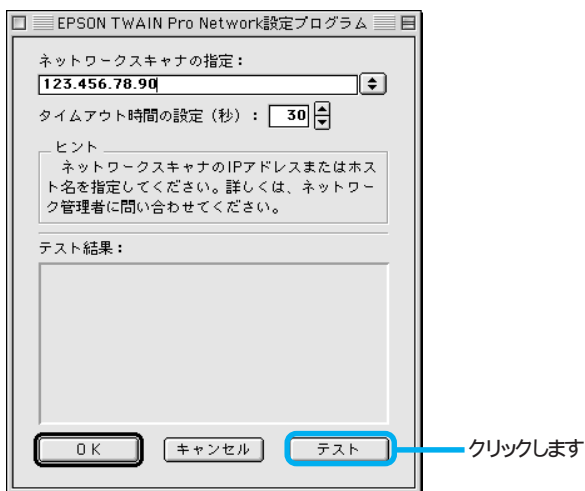 EPSON TWAIN Pro Network設定プログラム
ネットワークスキャナの指定：
123.456.78.90
タイムアウト時間の設定（秒）： 30
ヒント
ネットワークスキャナのIPアドレスまたはホス
ト名を指定してください。詳しくは、ネットワー
ク管理者に問い合わせてください。
テスト結果：
OK キャンセル テスト クリックします